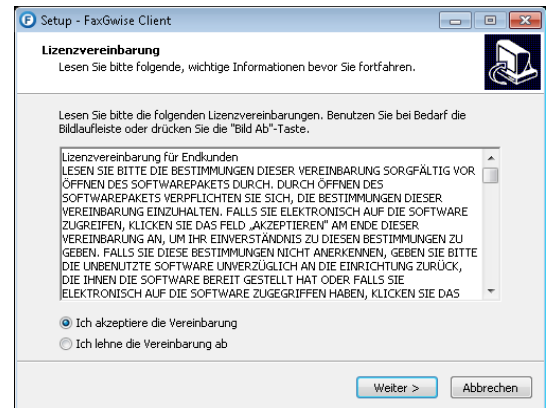 Setup - FaxGwise Client
Lizenzvereinbarung
Lesen Sie bitte folgende, wichtige Informationen bevor Sie fortfahren.
Lesen Sie bitte die folgenden Lizenzvereinbarungen. Benutzen Sie bei Bedarf die
Bildlaufleiste oder drücken Sie die "Bild Ab"-Taste.
Lizenzvereinbarung für Endkunden
LESEN SIE BITTE DIE BESTIMMUNGEN DIESER VEREINBARUNG SORGFÄLTIG VOR
ÖFFNEN DES SOFTWAREPAKETS DURCH. DURCH ÖFFNEN DES
SOFTWAREPAKETS VERPFLICHTEN SIE SICH, DIE BESTIMMUNGEN DIESER
VEREINBARUNG EINZUHALTEN. FALLS SIE ELEKTRONISCH AUF DIE SOFTWARE
ZUGREIFEN, KLICKEN SIE DAS FELD „AKZEPTIEREN" AM ENDE DIESER
VEREINBARUNG AN, UM IHR EINVERSTÄNDNIS ZU DIESEN BESTIMMUNGEN ZU
GEBEN. FALLS SIE DIESE BESTIMMUNGEN NICHT ANERKENNEN, GEBEN SIE BITTE
DIE UNBENUTZTE SOFTWARE UNVERZÜGLICH AN DIE EINRICHTUNG ZURÜCK,
DIE IHNEN DIE SOFTWARE BEREIT GESTELLT HAT ODER FALLS SIE
ELEKTRONISCH AUF DIE SOFTWARE ZUGEGRIFFEN HABEN, KLICKEN SIE DAS
Ich akzeptiere die Vereinbarung
Ich lehne die Vereinbarung ab
Weiter >
Abbrechen